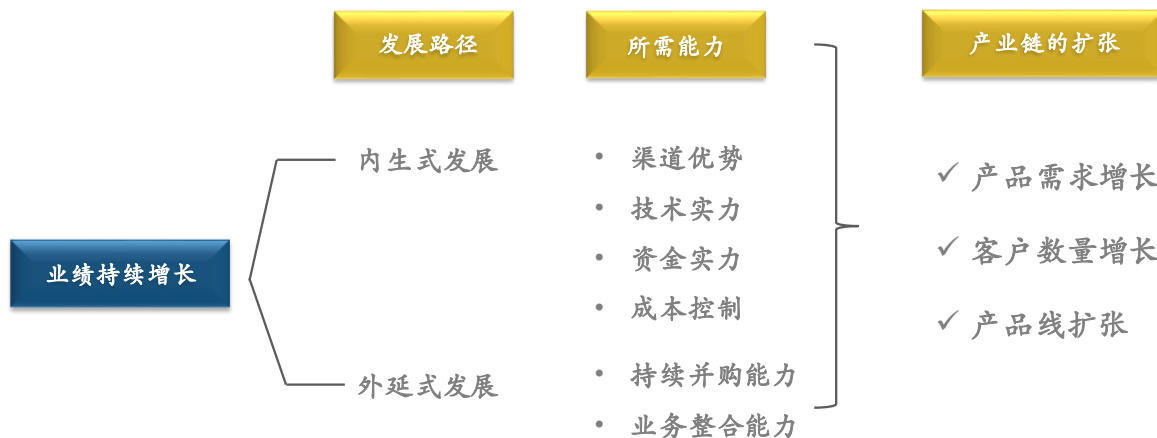 发展路径
所需能力
产业链的扩张
内生式发展
• 渠道优势
• 技术实力
• 资金实力
• 成本控制
✓ 产品需求增长
✓ 客户数量增长
✓ 产品线扩张
业绩持续增长
外延式发展
• 持续并购能力
• 业务整合能力